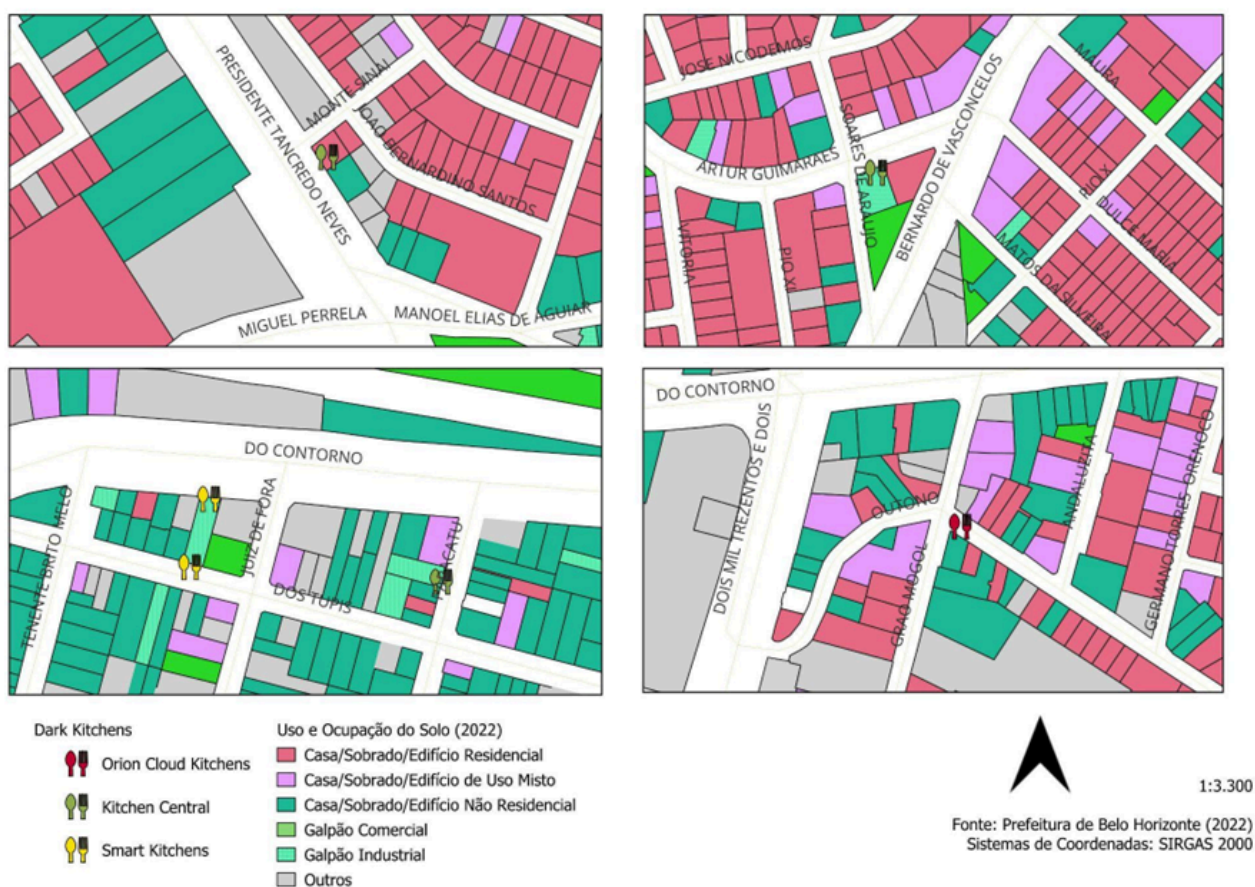 PRESIDENTE TANCREDO NEVES
MONTE SINAI
JOAO BERNARDINO SANTOS
MIGUEL PERRELA
MANOEL ELIAS DE AGUIAR
JOSE NICODEMOS
SOARES DE ARAUJO
ARTUR GUIMARAES
BERNARDO DE VASCONCELOS
MAURA
PIO X
DULCE MARIA
MATOS DA SILVEIRA
VITORIA
PIO XI
DO CONTORNO
TENENTE BRITO MELO
JUIZ DE FORA
DOS TUPIS
DO CONTORNO
DOIS MIL TREZENTOS E DOIS
OUTONO
GRAO MOGOL
ANDALUZITA
GERMANO TORRES
ORENOCO
Dark Kitchens
Orion Cloud Kitchens
Kitchen Central
Smart Kitchens
Uso e Ocupação do Solo (2022)
Casa/Sobrado/Edifício Residencial
Casa/Sobrado/Edifício de Uso Misto
Casa/Sobrado/Edifício Não Residencial
Galpão Comercial
Galpão Industrial
Outros
1:3.300
Fonte: Prefeitura de Belo Horizonte (2022)
Sistemas de Coordenadas: SIRGAS 2000